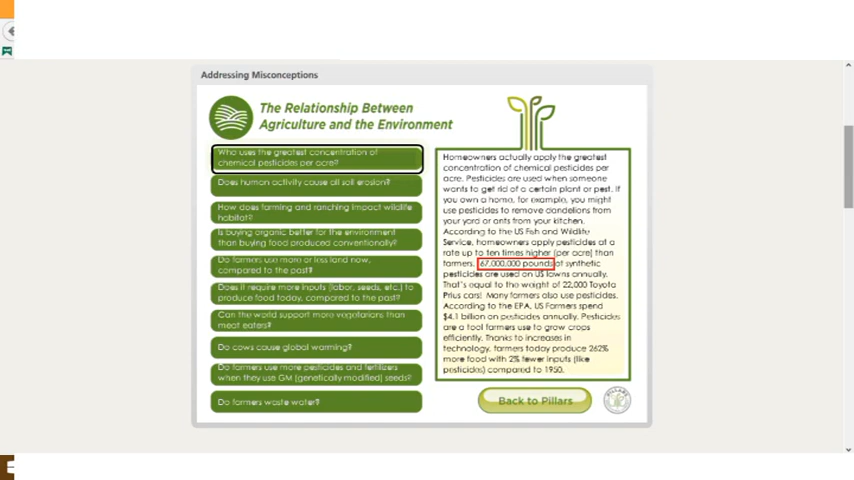 Addressing Misconceptions
The Relationship Between
Agriculture and the Environment
Who uses the greatest concentration of
chemical pesticides per acre?
Does human activity cause all soil erosion?
How does farming and ranching impact wildlife
habitat?
Is buying organic better for the environment
than buying food produced conventionally?
Do farmers use more or less land now,
compared to the past?
Does it require more inputs (labor, seeds, etc.) to
produce food today, compared to the past?
Can the world support more vegetarians than
meat eaters?
Do cows cause global warming?
Do farmers use more pesticides and fertilizers
when they use GM (genetically modified) seeds?
Do farmers waste water?
Homeowners actually apply the greatest
concentration of chemical pesticides per
acre. Pesticides are used when someone
wants to get rid of a certain plant or pest. If
you own a home, for example, you might
use pesticides to remove dandelions from
your yard or ants from your kitchen.
According to the US Fish and Wildlife
Service, homeowners apply pesticides at a
rate up to ten times higher (per acre) than
farmers. 67,000,000 pounds of synthetic
pesticides are used on US lawns annually.
That's equal to the weight of 22,000 Toyota
Prius cars! Many farmers also use pesticides.
According to the EPA, US Farmers spend
$4.1 billion on pesticides annually. Pesticides
are a tool farmers use to grow crops
efficiently. Thanks to increases in
technology, farmers today produce 262%
more food with 2% fewer inputs (like
pesticides) compared to 1950.
Back to Pillars